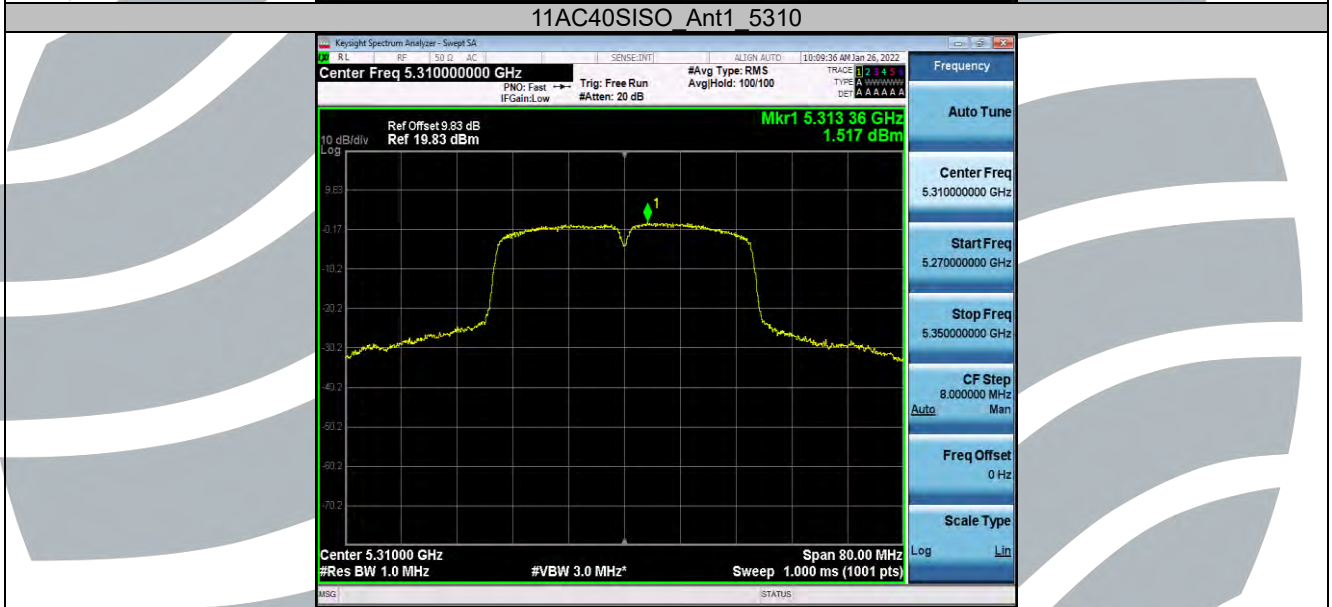 11AC40SISO_Ant1_5310
Keysight Spectrum Analyzer - Swept SA
RL RF 50 Ω AC SENSE:INT ALIGN AUTO 10:09:36 AM Jan 26, 2022
Center Freq 5.310000000 GHz
PNO: Fast
IFGain:Low
Trig: Free Run
#Atten: 20 dB
#Avg Type: RMS
Avg|Hold: 100/100
TRACE 1 2 3 4 5 6
TYPE A WWWWW
DET A A A A A A
Ref Offset 9.83 dB
10 dB/div Ref 19.83 dBm
Log
Mkr1 5.313 36 GHz
1.517 dBm
1
9.83
-0.17
-10.2
-20.2
-30.2
-40.2
-50.2
-60.2
-70.2
Center 5.31000 GHz Span 80.00 MHz
#Res BW 1.0 MHz #VBW 3.0 MHz* Sweep 1.000 ms (1001 pts)
MSG STATUS
Frequency
Auto Tune
Center Freq
5.310000000 GHz
Start Freq
5.270000000 GHz
Stop Freq
5.350000000 GHz
CF Step
8.000000 MHz
Auto Man
Freq Offset
0 Hz
Scale Type
Log Lin